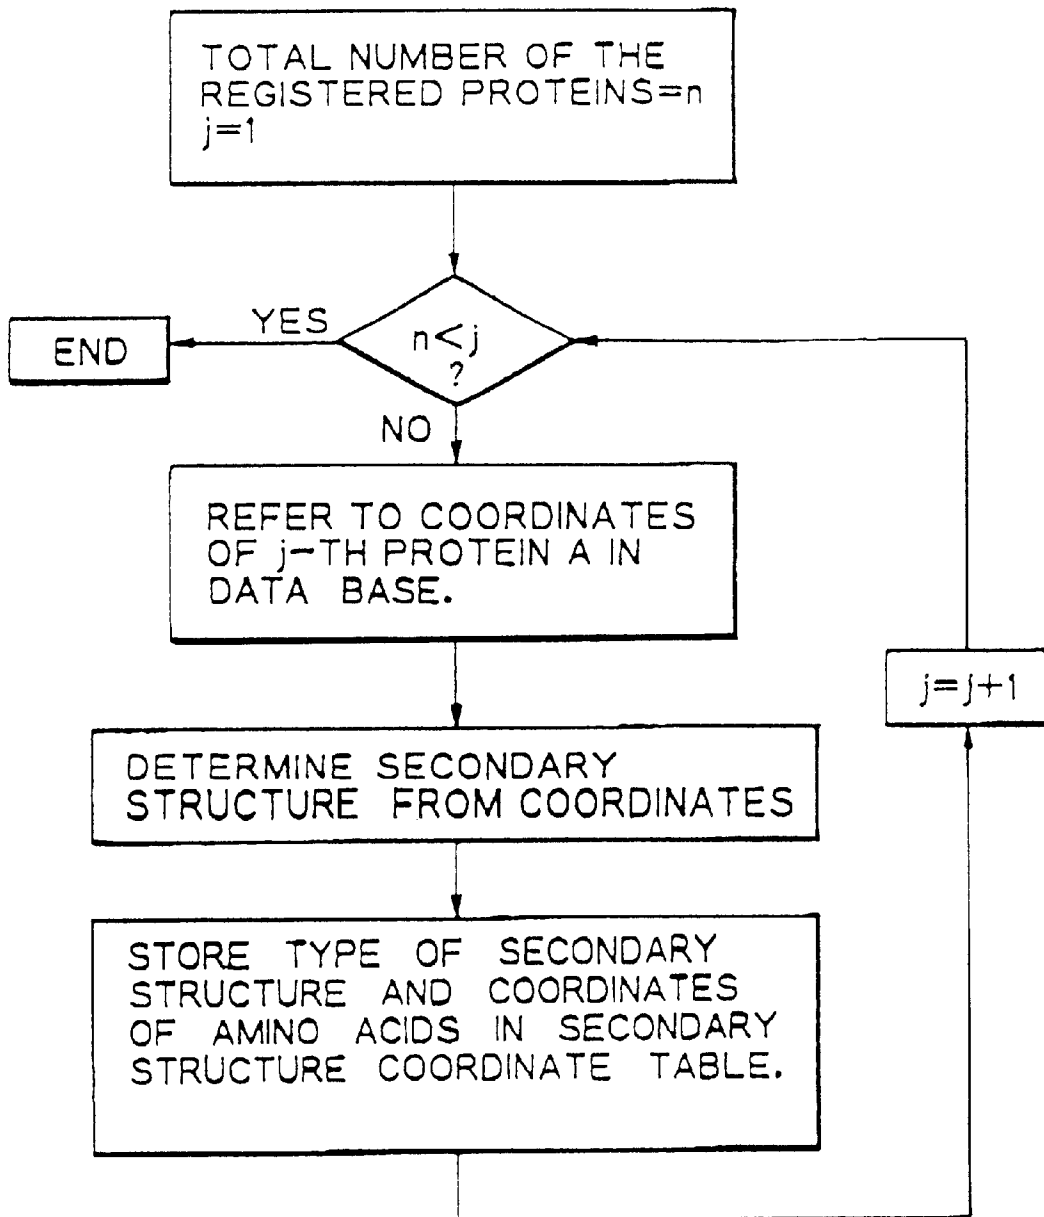 TOTAL NUMBER OF THE
REGISTERED PROTEINS=n
j=1
n<j
?
YES
END
NO
REFER TO COORDINATES
OF j-TH PROTEIN A IN
DATA BASE.
DETERMINE SECONDARY
STRUCTURE FROM COORDINATES
STORE TYPE OF SECONDARY
STRUCTURE AND COORDINATES
OF AMINO ACIDS IN SECONDARY
STRUCTURE COORDINATE TABLE.
j=j+1